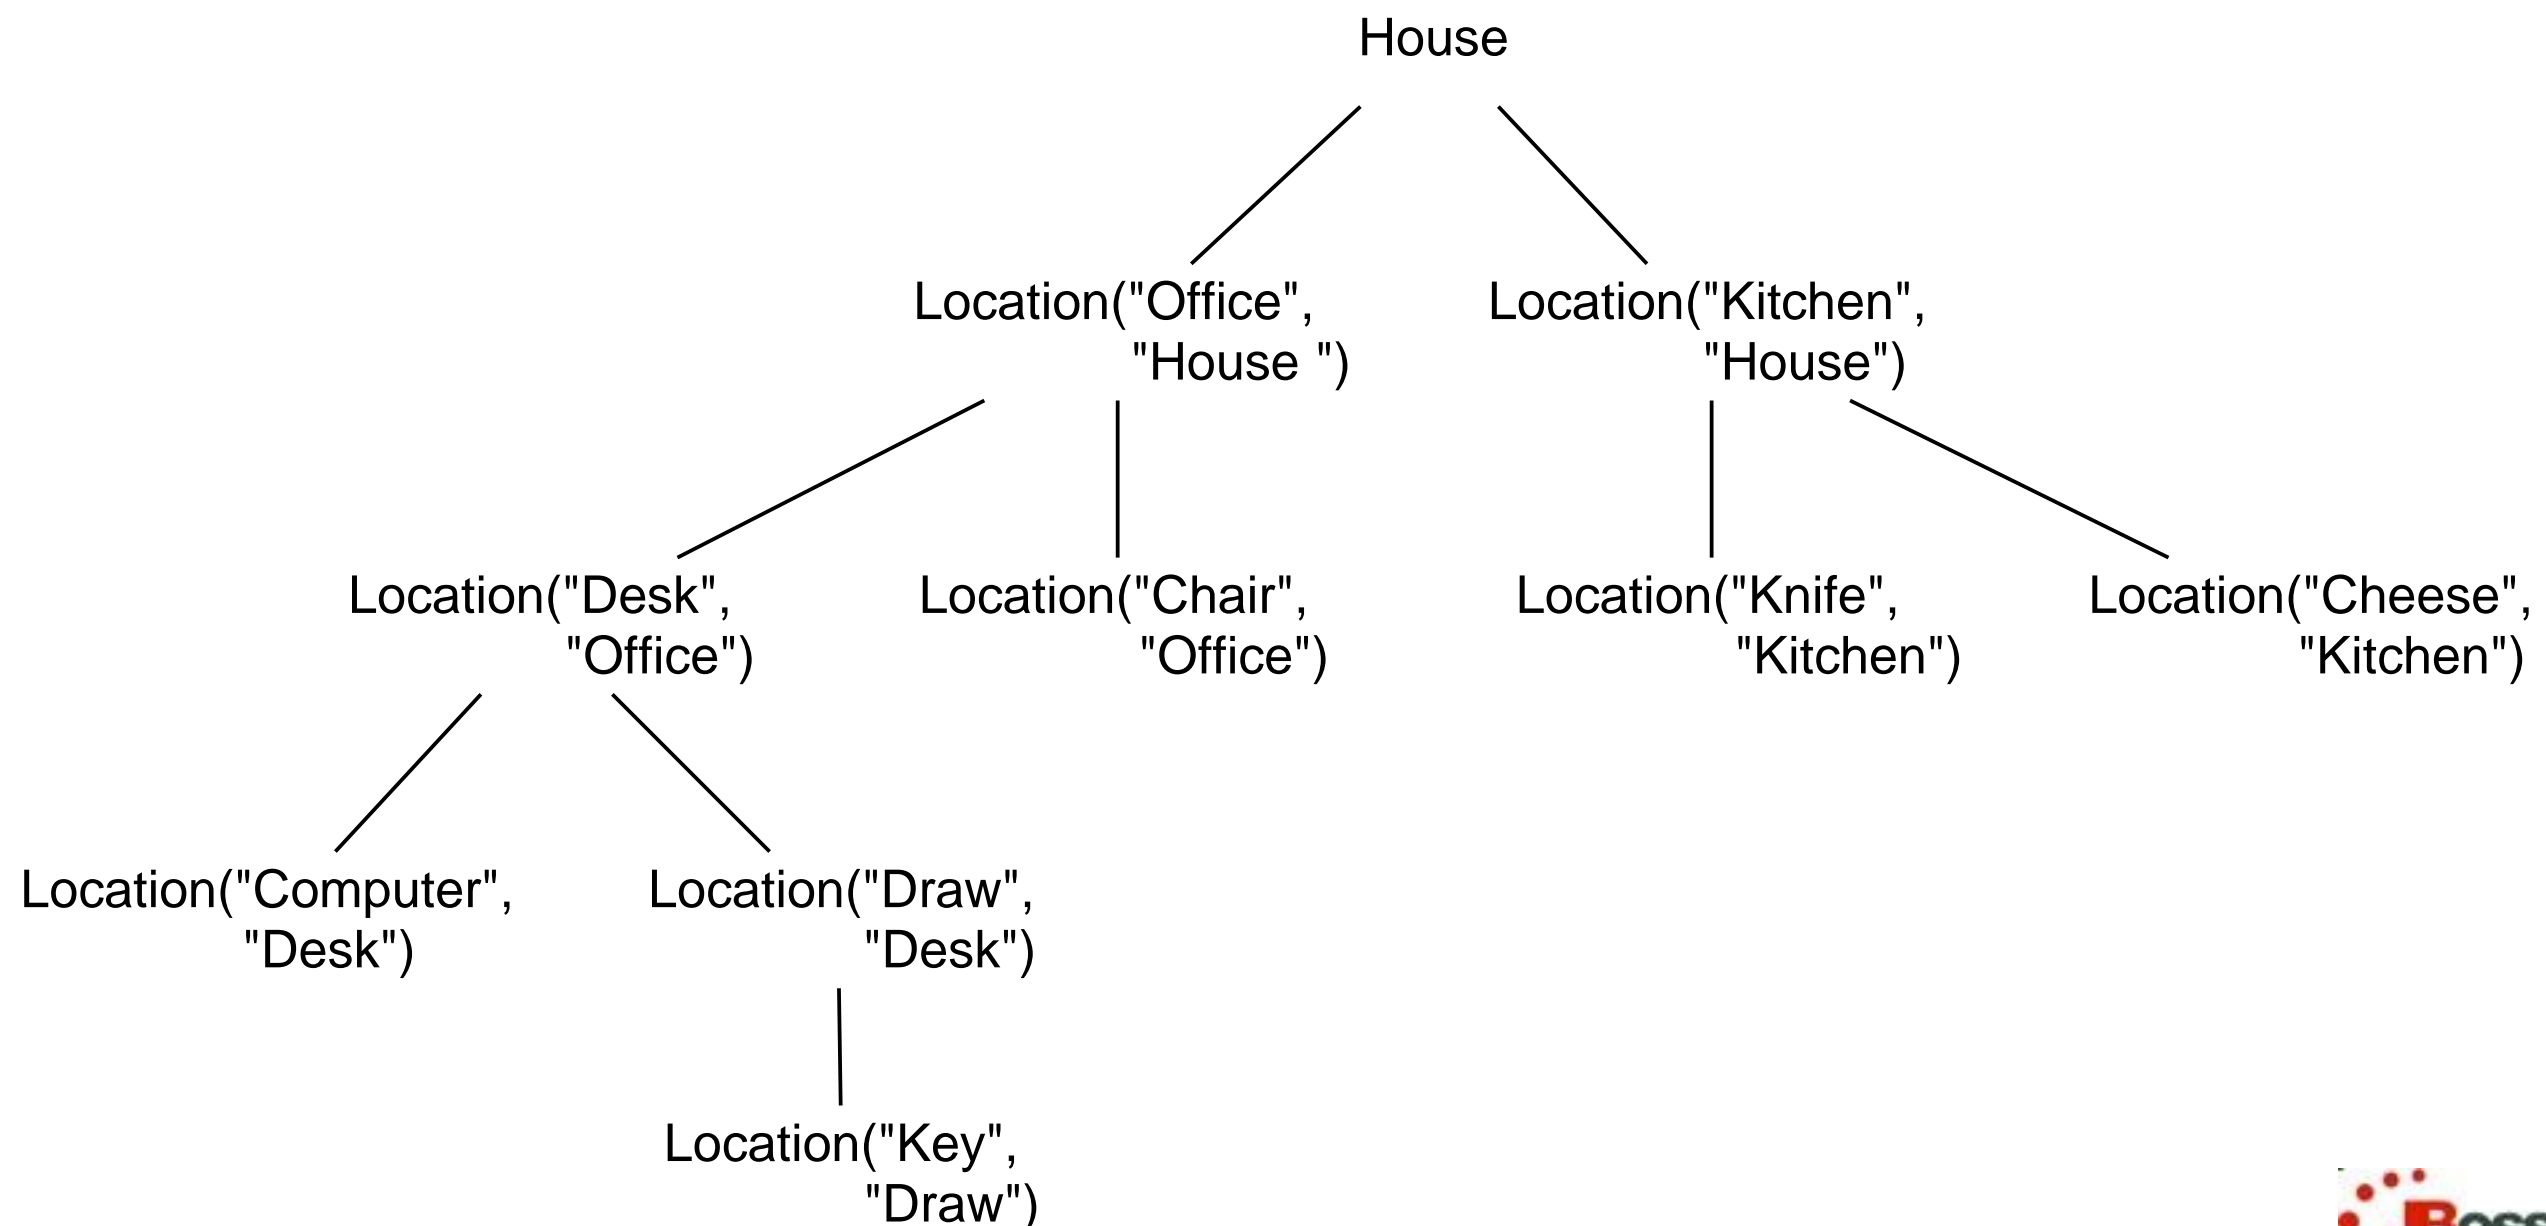 House
Location("Office",
"House ")
Location("Kitchen",
"House")
Location("Desk",
"Office")
Location("Chair",
"Office")
Location("Knife",
"Kitchen")
Location("Cheese",
"Kitchen")
Location("Computer",
"Desk")
Location("Draw",
"Desk")
Location("Key",
"Draw")